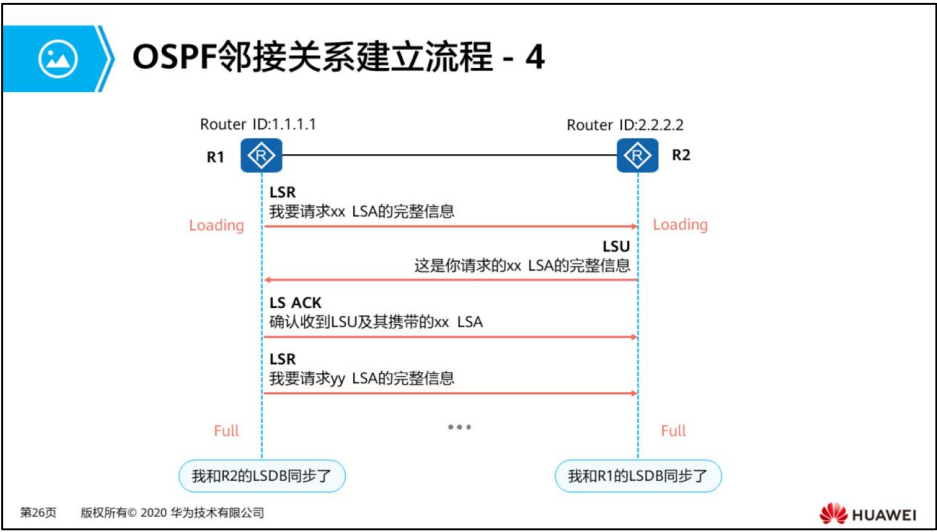 OSPF邻接关系建立流程 - 4
Router ID:1.1.1.1
Router ID:2.2.2.2
R1
R
R
R2
LSR
我要请求xx LSA的完整信息
Loading
Loading
LSU
这是你请求的xx LSA的完整信息
LS ACK
确认收到LSU及其携带的xx LSA
LSR
我要请求yy LSA的完整信息
Full
•••
Full
我和R2的LSDB同步了
我和R1的LSDB同步了
第26页 版权所有© 2020 华为技术有限公司
HUAWEI